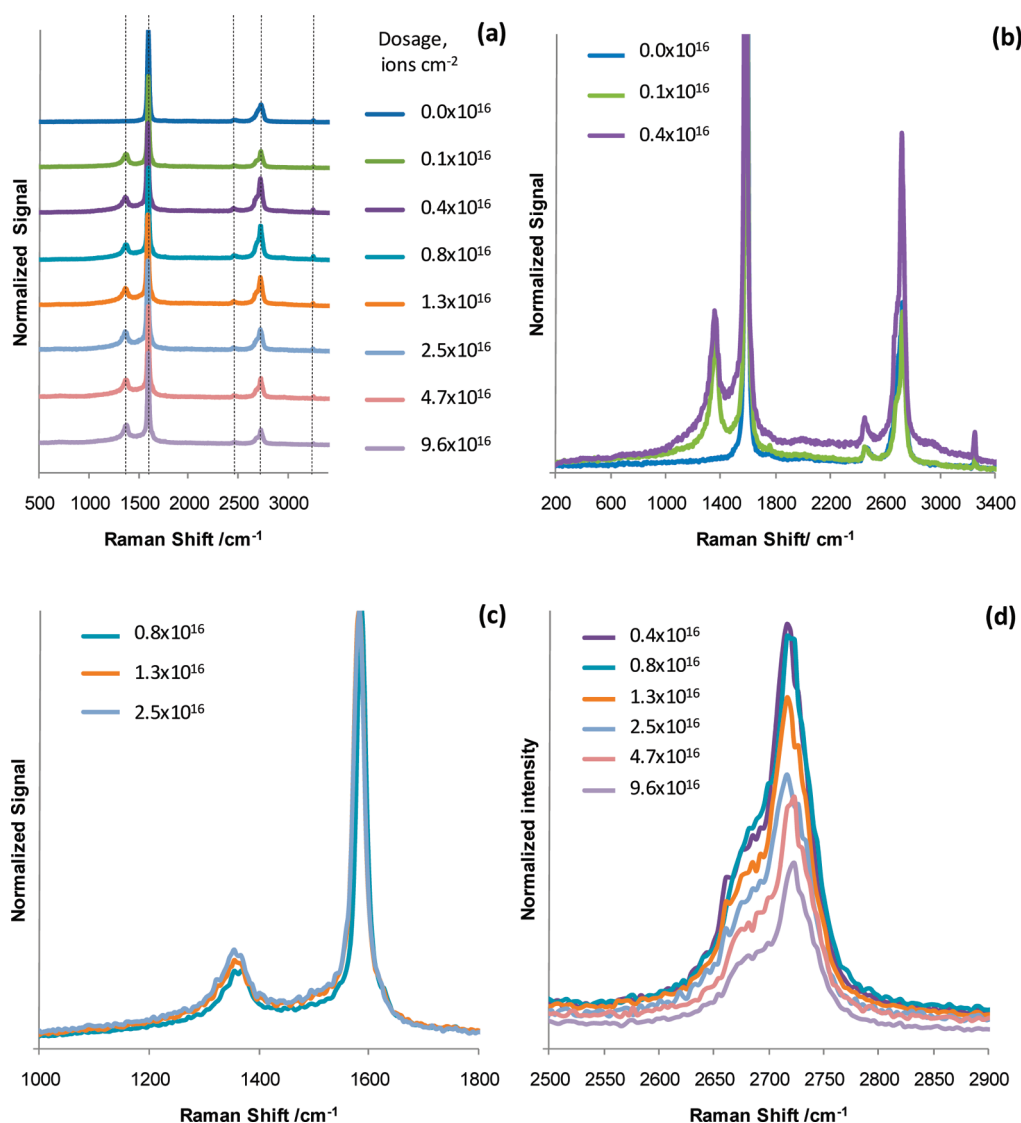 (a)
Dosage,
ions cm⁻²
0.0x10¹⁶
0.1x10¹⁶
0.4x10¹⁶
0.8x10¹⁶
1.3x10¹⁶
2.5x10¹⁶
4.7x10¹⁶
9.6x10¹⁶
Normalized Signal
500 1000 1500 2000 2500 3000
Raman Shift /cm⁻¹
(b)
0.0x10¹⁶
0.1x10¹⁶
0.4x10¹⁶
Normalized Signal
200 600 1000 1400 1800 2200 2600 3000 3400
Raman Shift/ cm⁻¹
(c)
0.8x10¹⁶
1.3x10¹⁶
2.5x10¹⁶
Normalized Signal
1000 1200 1400 1600 1800
Raman Shift /cm⁻¹
(d)
0.4x10¹⁶
0.8x10¹⁶
1.3x10¹⁶
2.5x10¹⁶
4.7x10¹⁶
9.6x10¹⁶
Normalized intensity
2500 2600 2650 2700 2750 2800 2850 2900
Raman Shift /cm⁻¹